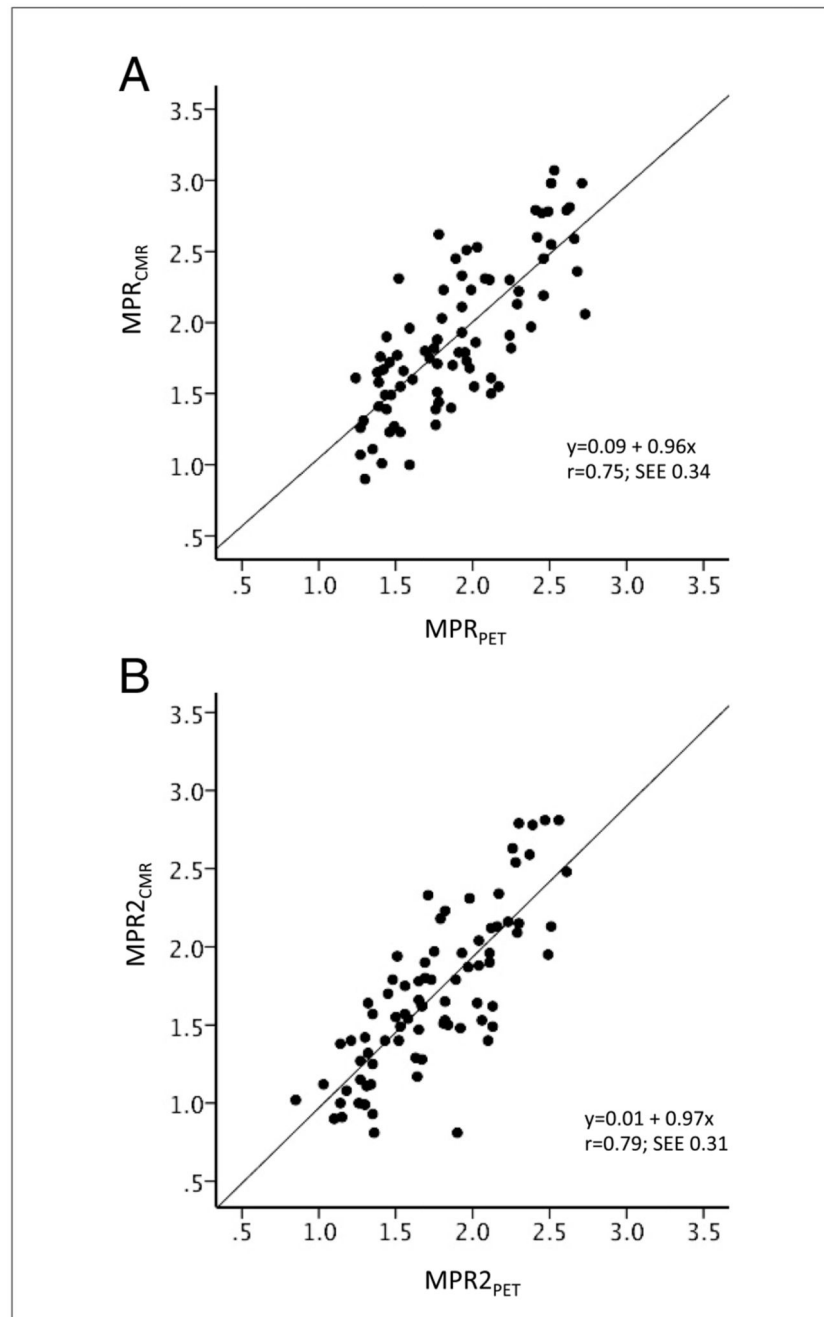 A
3.5
3.0
2.5
2.0
1.5
1.0
.5
MPRCMR
.5 1.0 1.5 2.0 2.5 3.0 3.5
MPRPET
y=0.09 + 0.96x
r=0.75; SEE 0.34
B
3.5
3.0
2.5
2.0
1.5
1.0
.5
MPR2CMR
.5 1.0 1.5 2.0 2.5 3.0 3.5
MPR2PET
y=0.01 + 0.97x
r=0.79; SEE 0.31